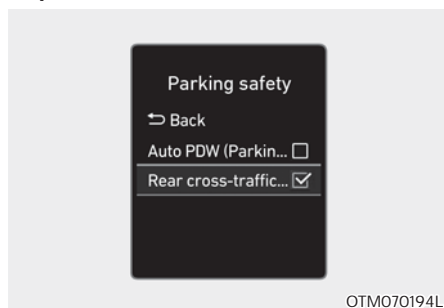 Parking safety
Back
Auto PDW (Parkin...
Rear cross-traffic...
OTM070194L